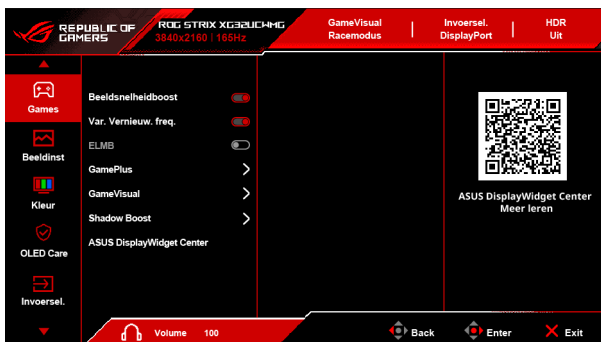 REPUBLIC OF
GAMERS
ROG STRIX XG32UCWMG
3840x2160 | 165Hz
GameVisual
Racemodus
Invoersel.
DisplayPort
HDR
Uit
Games
Beeldinst
Kleur
OLED Care
Invoersel.
Beeldsnelheidboost
Var. Vernieuw. freq.
ELMB
GamePlus
GameVisual
Shadow Boost
ASUS DisplayWidget Center
ASUS DisplayWidget Center
Meer leren
Volume 100
Back
Enter
Exit